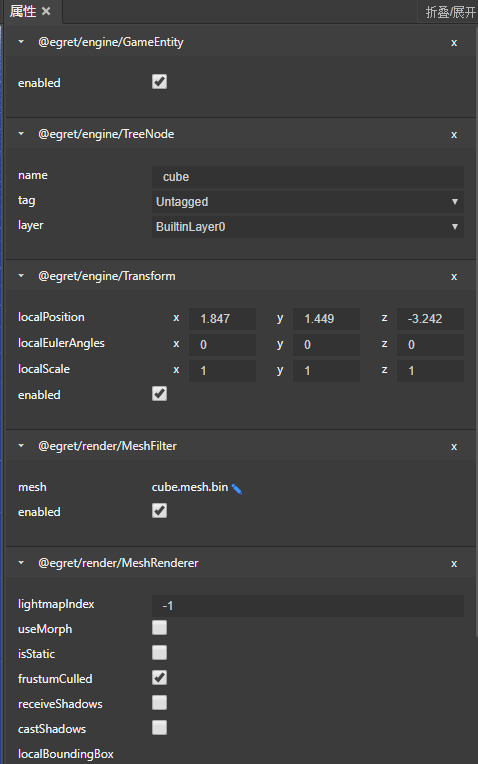 属性 × 折叠/展开
@egret/engine/GameEntity x
enabled
@egret/engine/TreeNode x
name cube
tag Untagged
layer BuiltinLayer0
@egret/engine/Transform x
localPosition x 1.847 y 1.449 z -3.242
localEulerAngles x 0 y 0 z 0
localScale x 1 y 1 z 1
enabled
@egret/render/MeshFilter x
mesh cube.mesh.bin
enabled
@egret/render/MeshRenderer x
lightmapIndex -1
useMorph
isStatic
frustumCulled
receiveShadows
castShadows
localBoundingBox